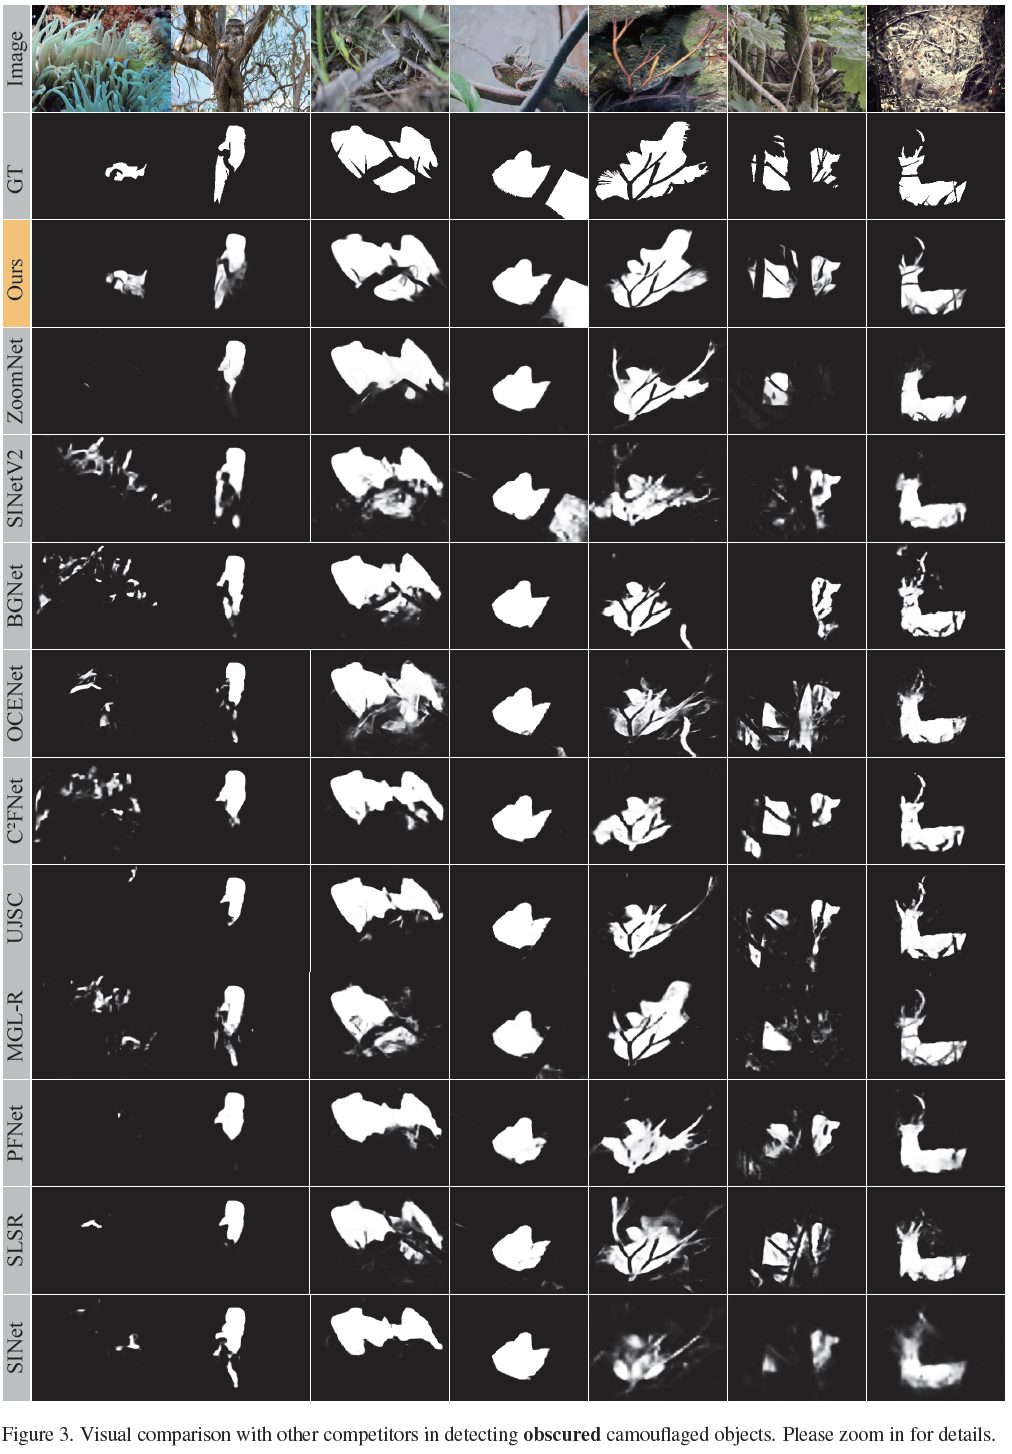 Image
GT
Ours
ZoomNet
SINetV2
BGNet
OCENet
C²FNet
UJSC
MGL-R
PFNet
SLSR
SINet
Figure 3. Visual comparison with other competitors in detecting obscured camouflaged objects. Please zoom in for details.